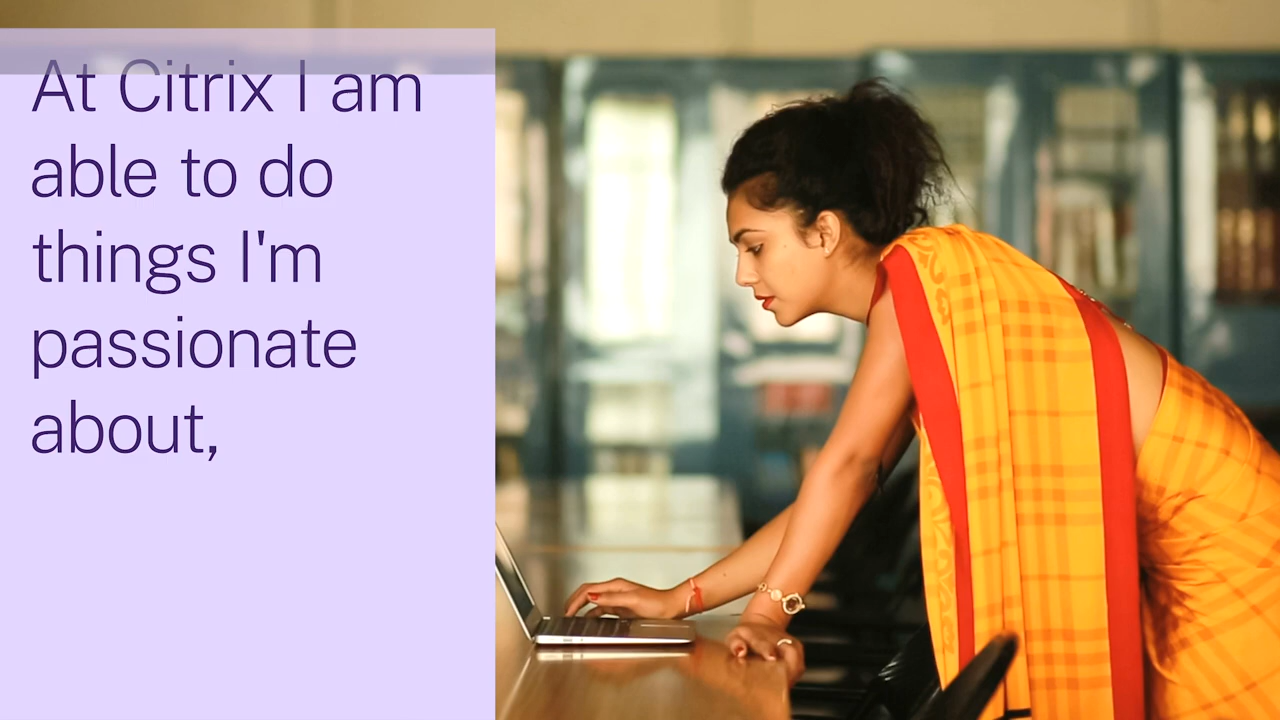 At Citrix I am
able to do
things I'm
passionate
about,